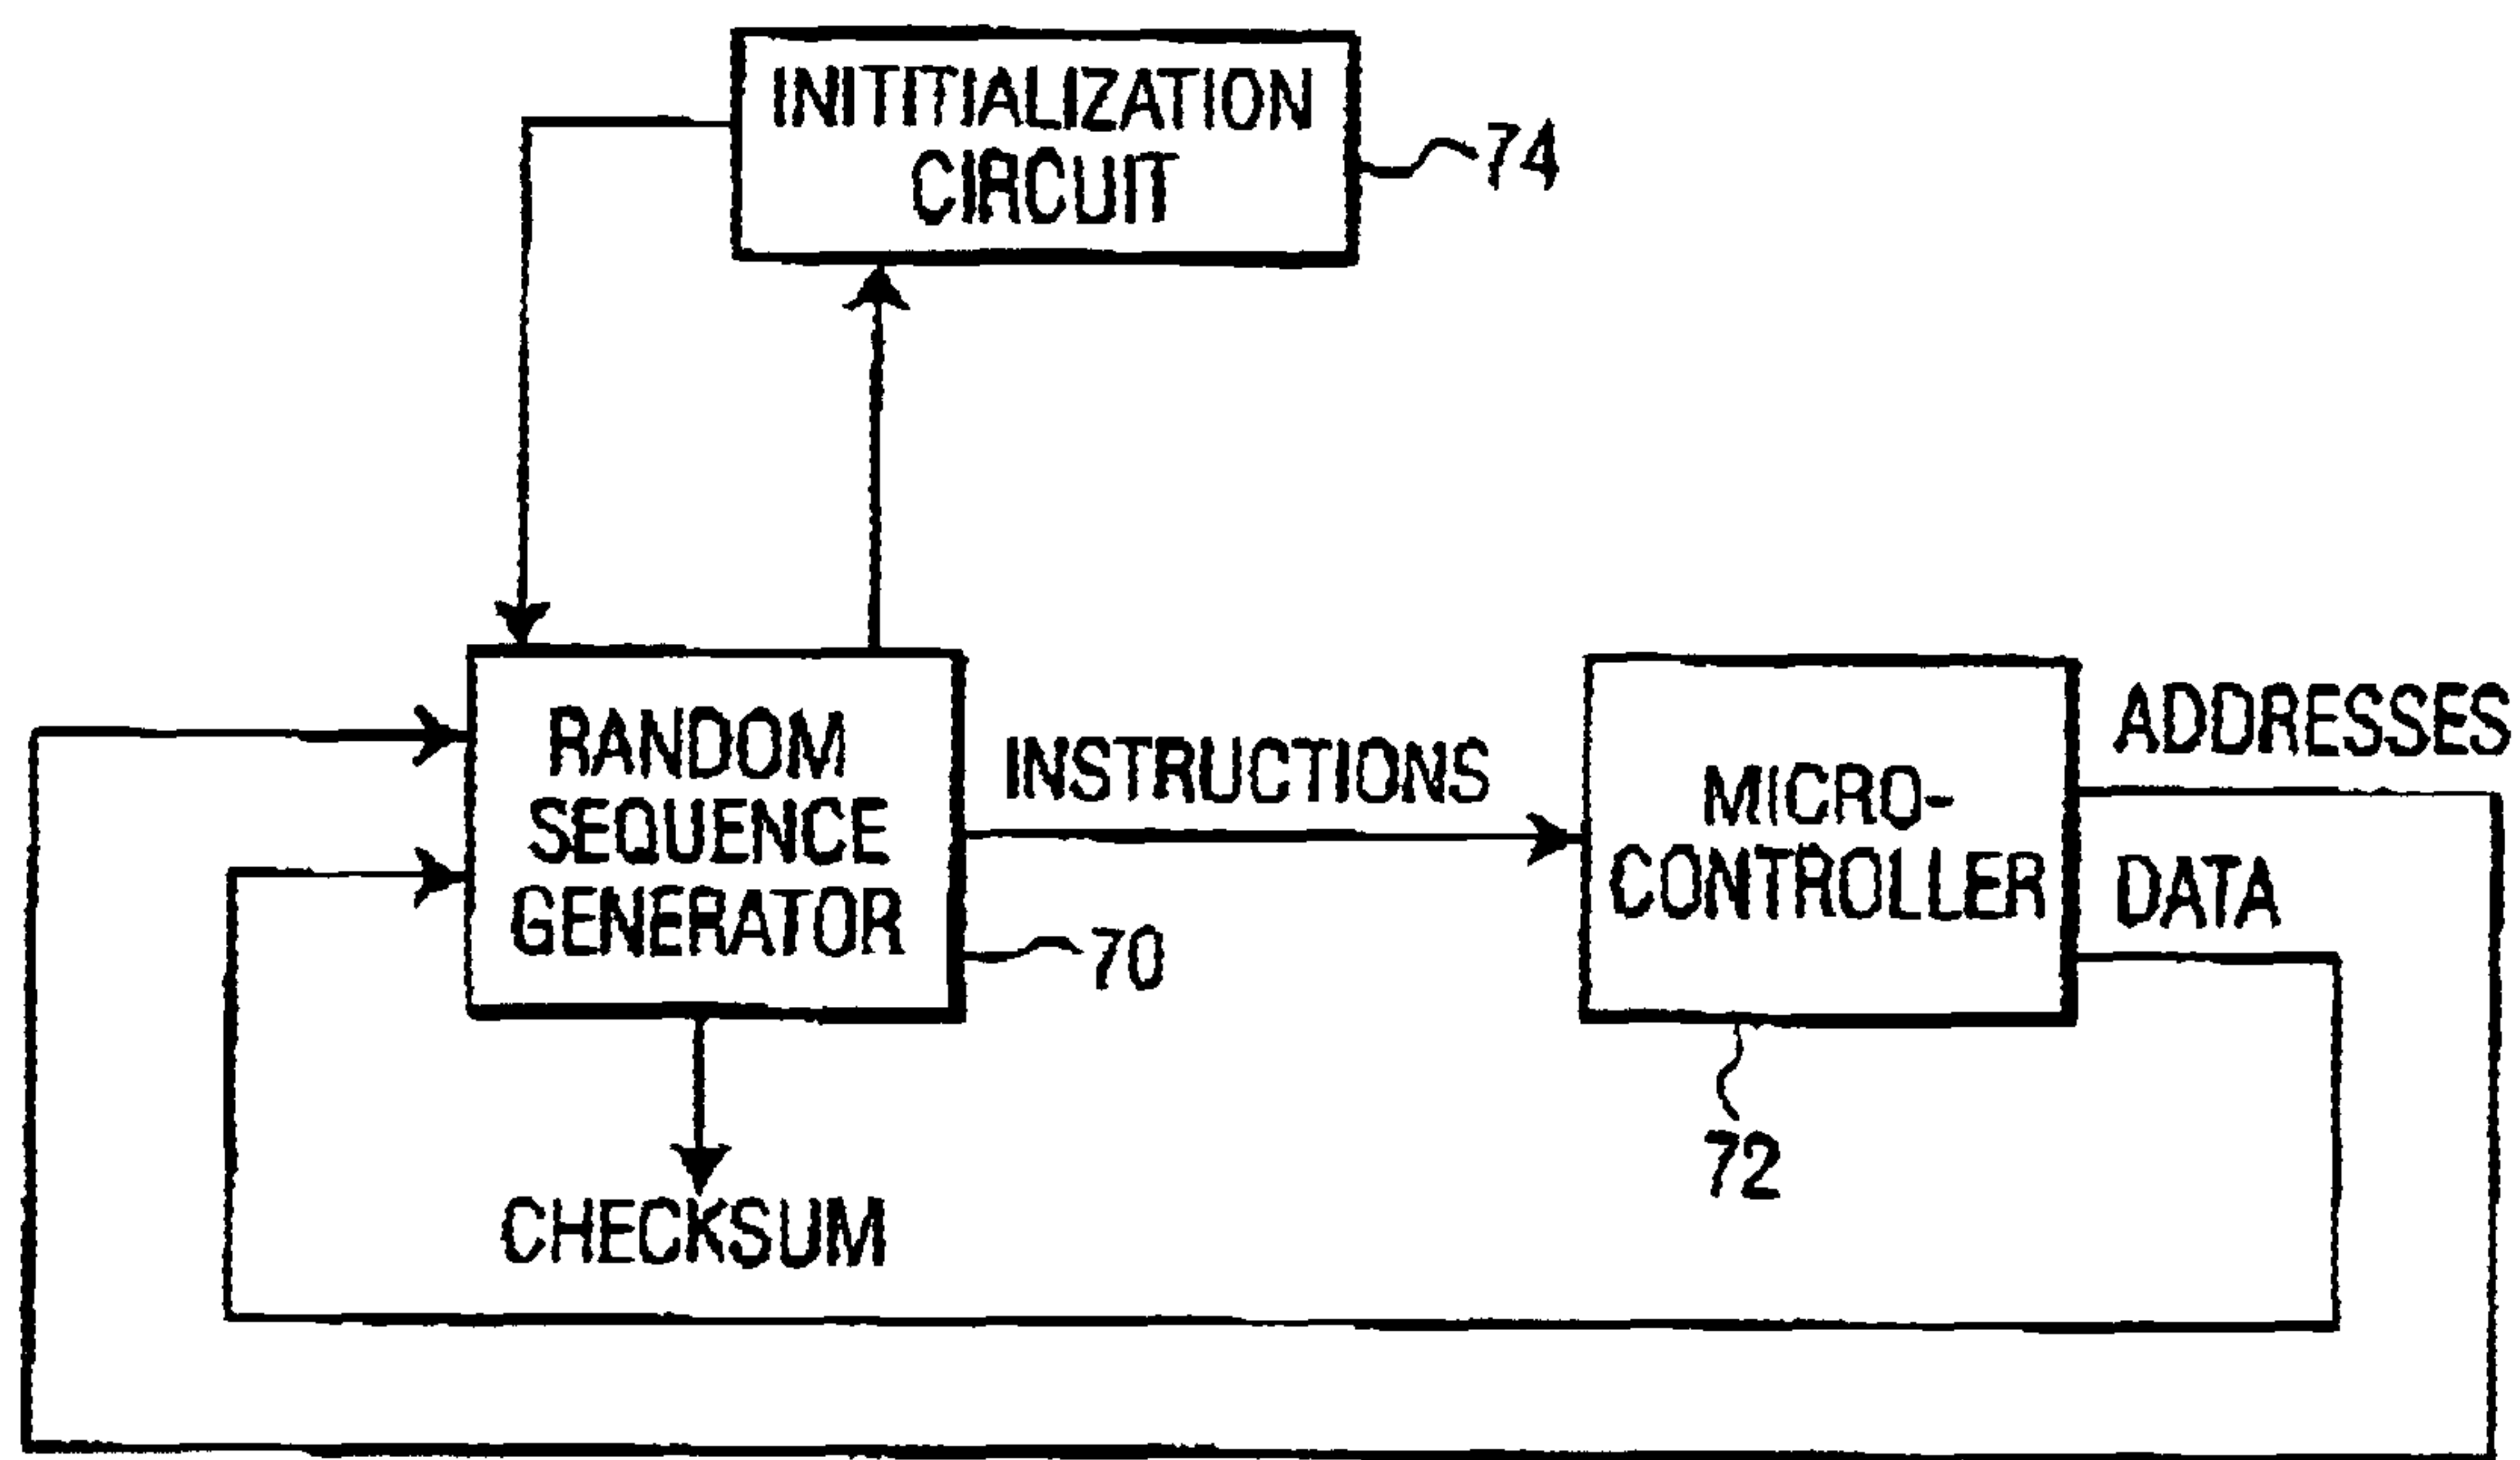 INITITIALIZATION
CIRCUIT
74
RANDOM
SEQUENCE
GENERATOR
70
INSTRUCTIONS
MICRO-
CONTROLLER
72
ADDRESSES
DATA
CHECKSUM